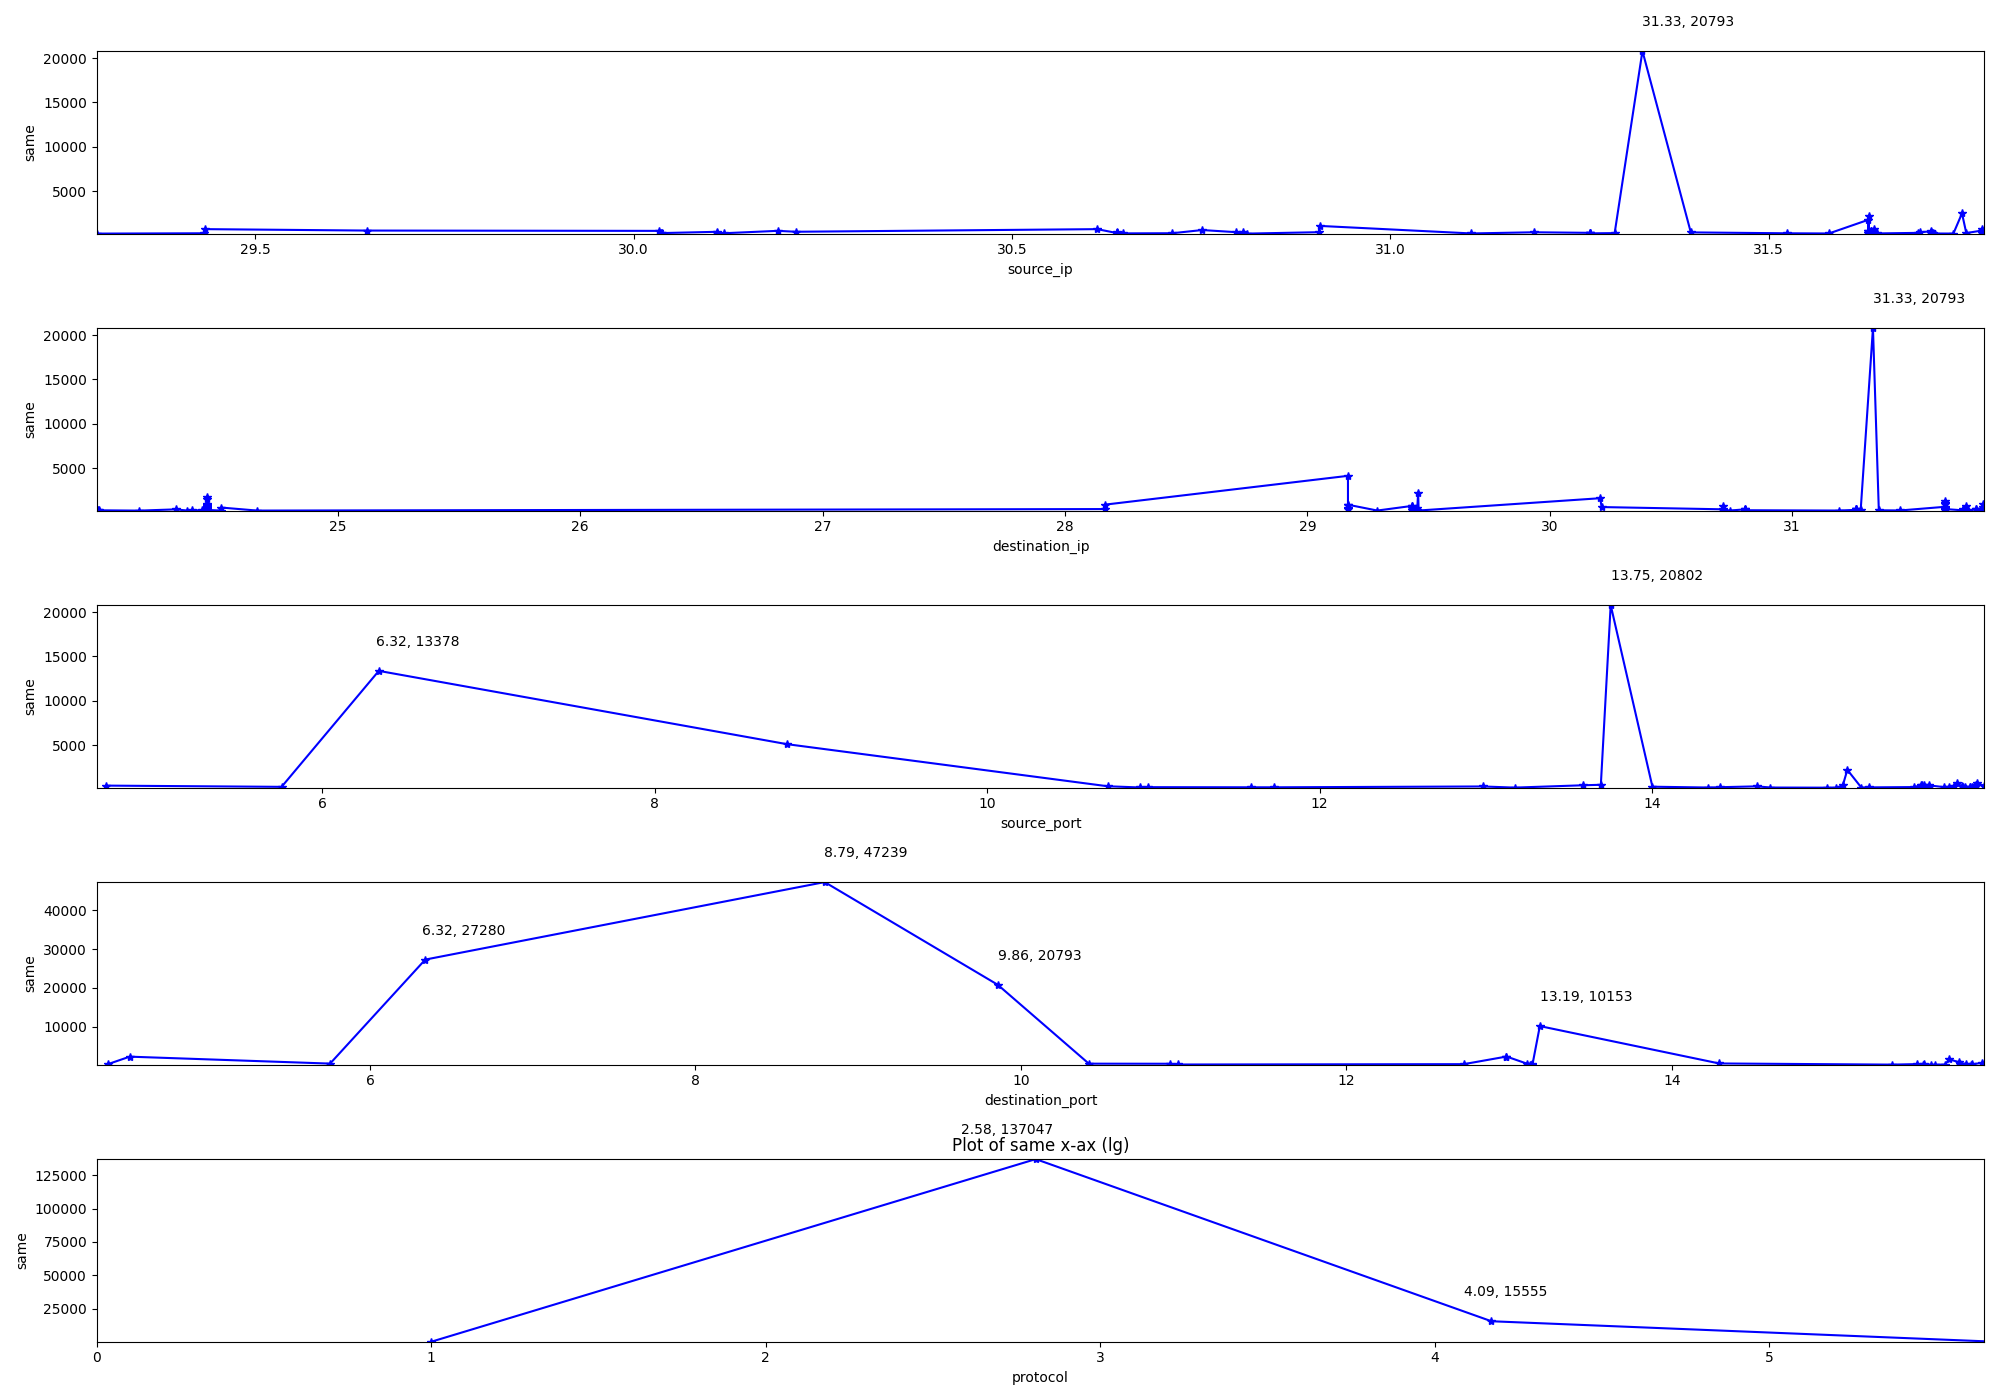 31.33, 20793
20000
15000
10000
5000
same
29.5 30.0 30.5 31.0 31.5
source_ip
31.33, 20793
20000
15000
10000
5000
same
25 26 27 28 29 30 31
destination_ip
13.75, 20802
6.32, 13378
20000
15000
10000
5000
same
6 8 10 12 14
source_port
8.79, 47239
6.32, 27280
9.86, 20793
13.19, 10153
40000
30000
20000
10000
same
6 8 10 12 14
destination_port
2.58, 137047
Plot of same x-ax (lg)
4.09, 15555
125000
100000
75000
50000
25000
same
0 1 2 3 4 5
protocol